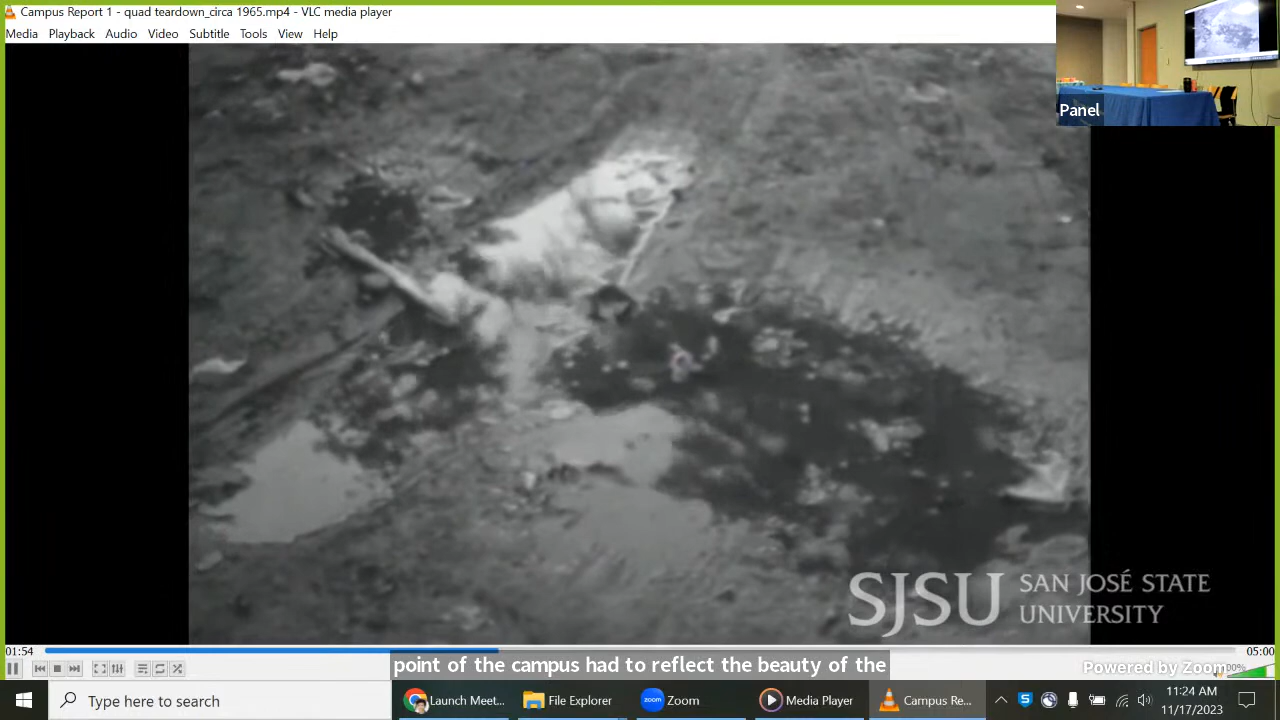 Campus Report 1 - quad teardown_circa 1965.mp4 - VLC media player
Media Playback Audio Video Subtitle Tools View Help
Panel
SJSU SAN JOSÉ STATE
UNIVERSITY
01:54
05:00
point of the campus had to reflect the beauty of the
Powered by Zoom
Type here to search
Launch Meet...
File Explorer
Zoom
Media Player
Campus Re...
11:24 AM
11/17/2023